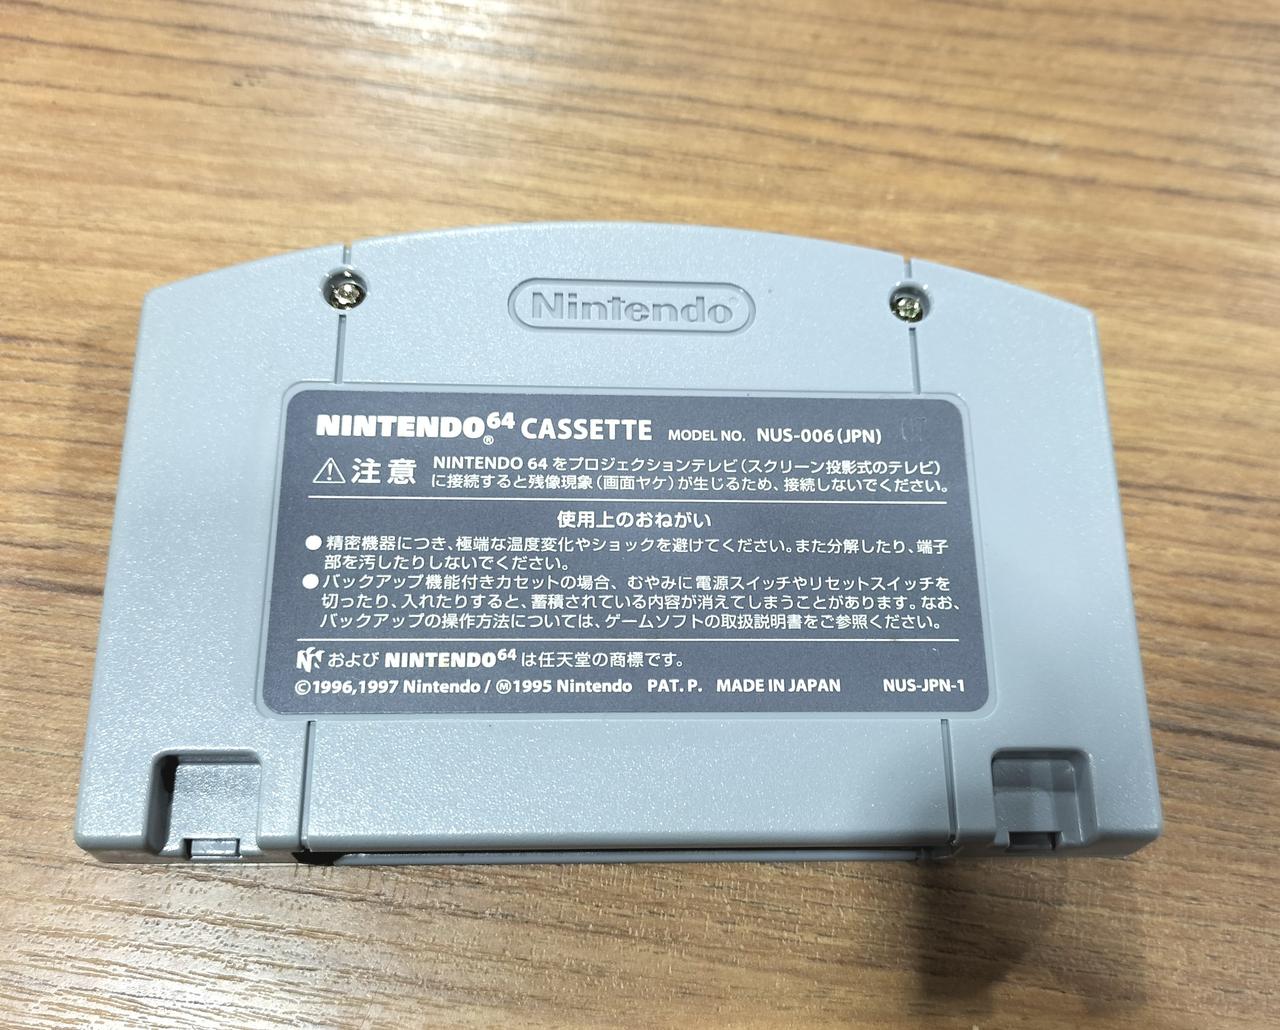 Nintendo
NINTENDO64 CASSETTE MODEL NO. NUS-006(JPN)
⚠注意 NINTENDO 64 をプロジェクションテレビ(スクリーン投影式のテレビ)
に接続すると残像現象(画面ヤケ)が生じるため、接続しないでください。
使用上のおねがい
●精密機器につき、極端な温度変化やショックを避けてください。また分解したり、端子
部を汚したりしないでください。
●バックアップ機能付きカセットの場合、むやみに電源スイッチやリセットスイッチを
切ったり、入れたりすると、蓄積されている内容が消えてしまうことがあります。なお、
バックアップの操作方法については、ゲームソフトの取扱説明書をご参照ください。
および NINTENDO64 は任天堂の商標です。
©1996,1997 Nintendo / Ⓜ1995 Nintendo PAT. P. MADE IN JAPAN NUS-JPN-1